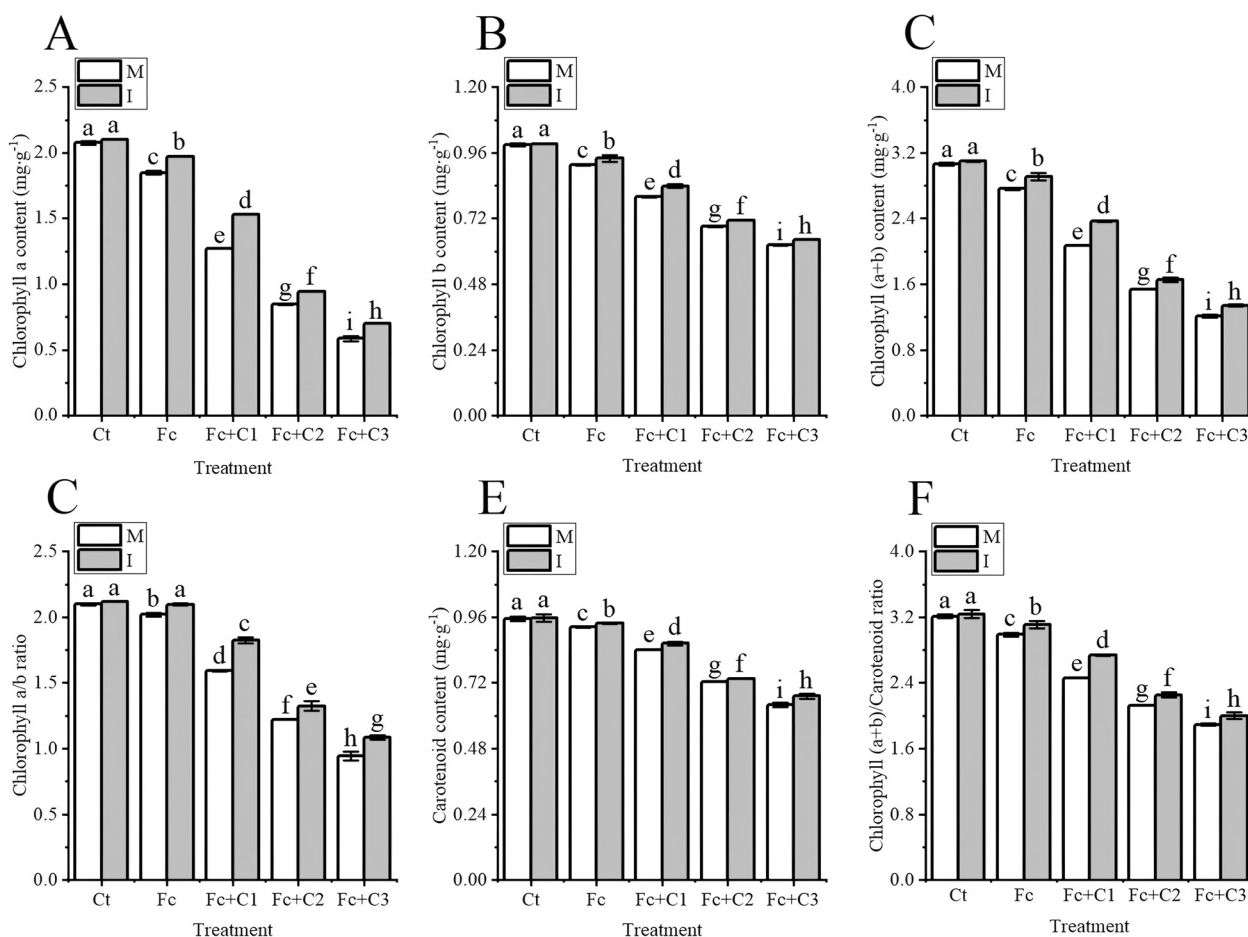 A
M
I
Chlorophyll a content (mg·g⁻¹)
2.5
2.0
1.5
1.0
0.5
0.0
a a
c b
e d
g f
i h
Ct Fc Fc+C1 Fc+C2 Fc+C3
Treatment
B
M
I
Chlorophyll b content (mg·g⁻¹)
1.20
0.96
0.72
0.48
0.24
0.00
a a
c b
e d
g f
i h
Ct Fc Fc+C1 Fc+C2 Fc+C3
Treatment
C
M
I
Chlorophyll (a+b) content (mg·g⁻¹)
4.0
3.2
2.4
1.6
0.8
0.0
a a
c b
e d
g f
i h
Ct Fc Fc+C1 Fc+C2 Fc+C3
Treatment
C
M
I
Chlorophyll a/b ratio
2.5
2.0
1.5
1.0
0.5
0.0
a a
b a
d c
f e
h g
Ct Fc Fc+C1 Fc+C2 Fc+C3
Treatment
E
M
I
Carotenoid content (mg·g⁻¹)
1.20
0.96
0.72
0.48
0.24
0.00
a a
c b
e d
g f
i h
Ct Fc Fc+C1 Fc+C2 Fc+C3
Treatment
F
M
I
Chlorophyll (a+b)/Carotenoid ratio
4.0
3.2
2.4
1.6
0.8
0.0
a a
c b
e d
g f
i h
Ct Fc Fc+C1 Fc+C2 Fc+C3
Treatment